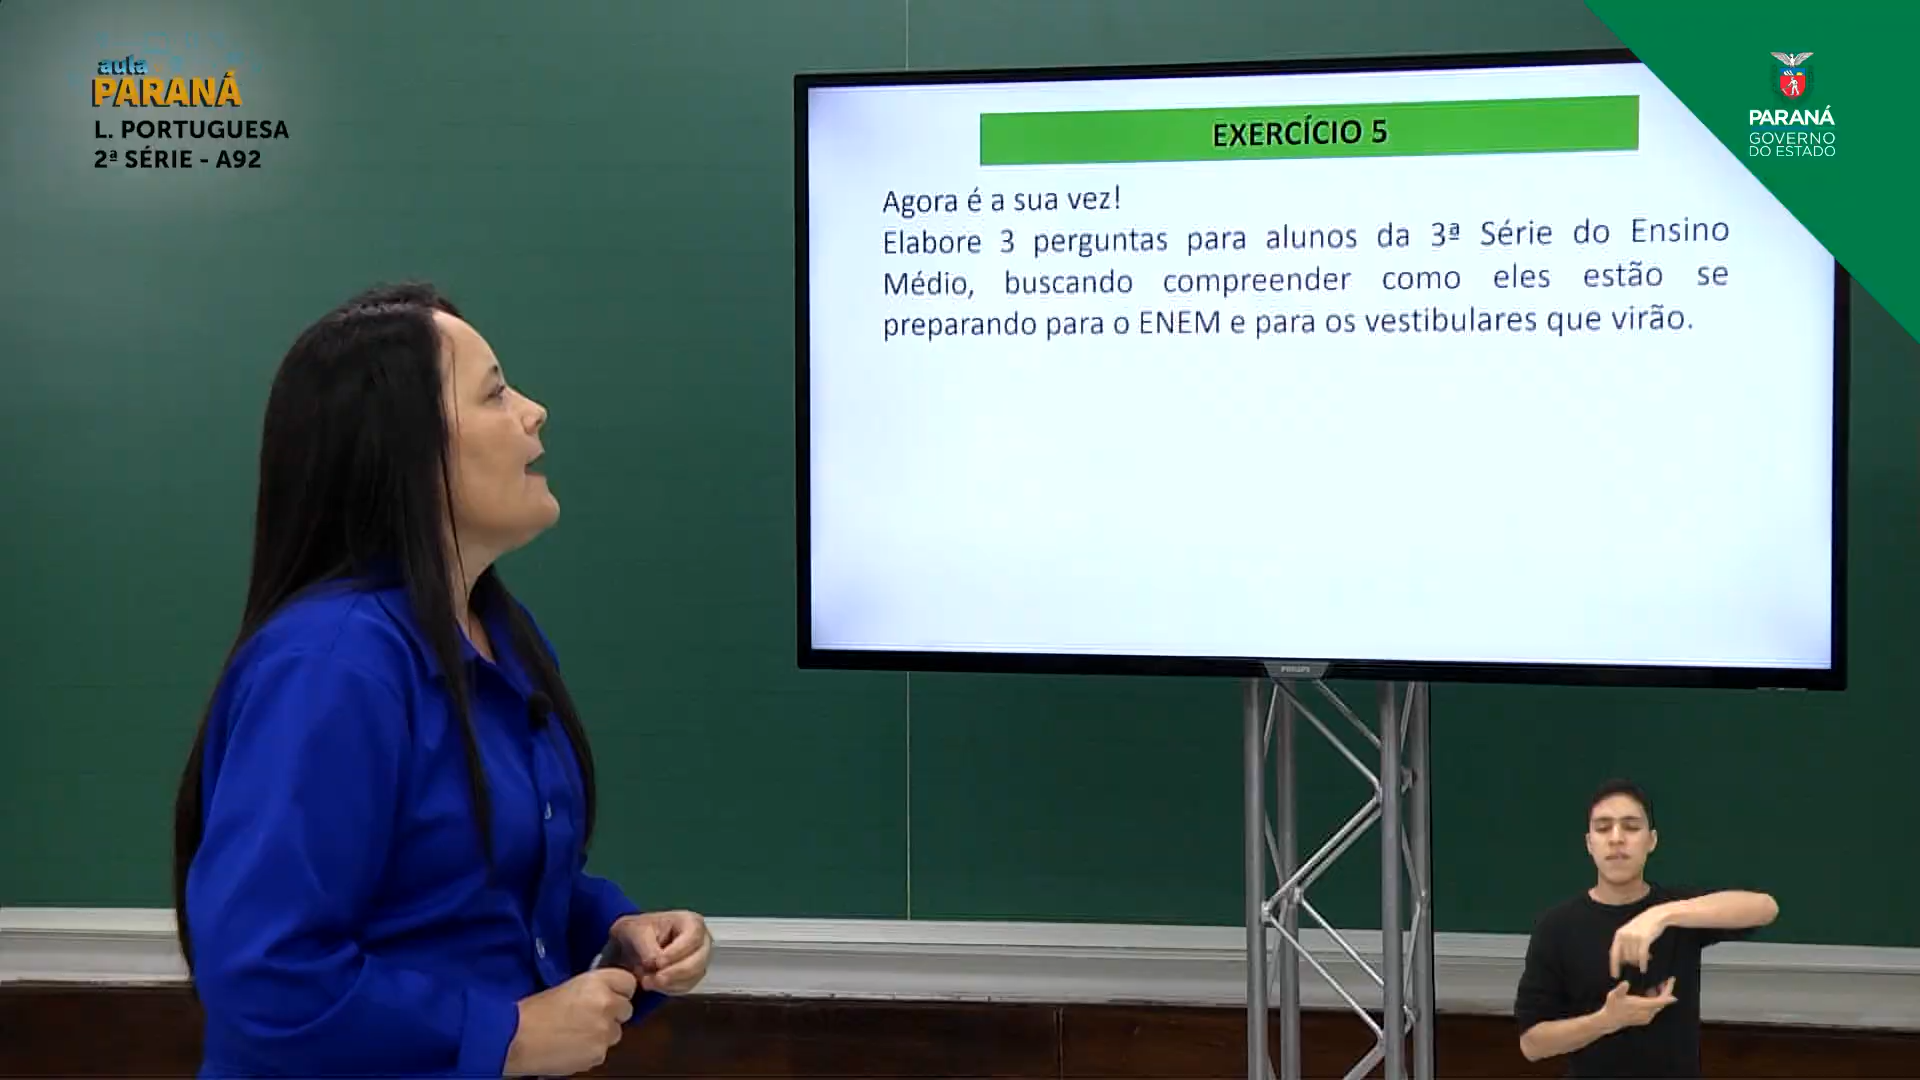 aula
PARANÁ
L. PORTUGUESA
2ª SÉRIE - A92
EXERCÍCIO 5
Agora é a sua vez!
Elabore 3 perguntas para alunos da 3ª Série do Ensino
Médio, buscando compreender como eles estão se
preparando para o ENEM e para os vestibulares que virão.
PARANÁ
GOVERNO
DO ESTADO
PHILIPS